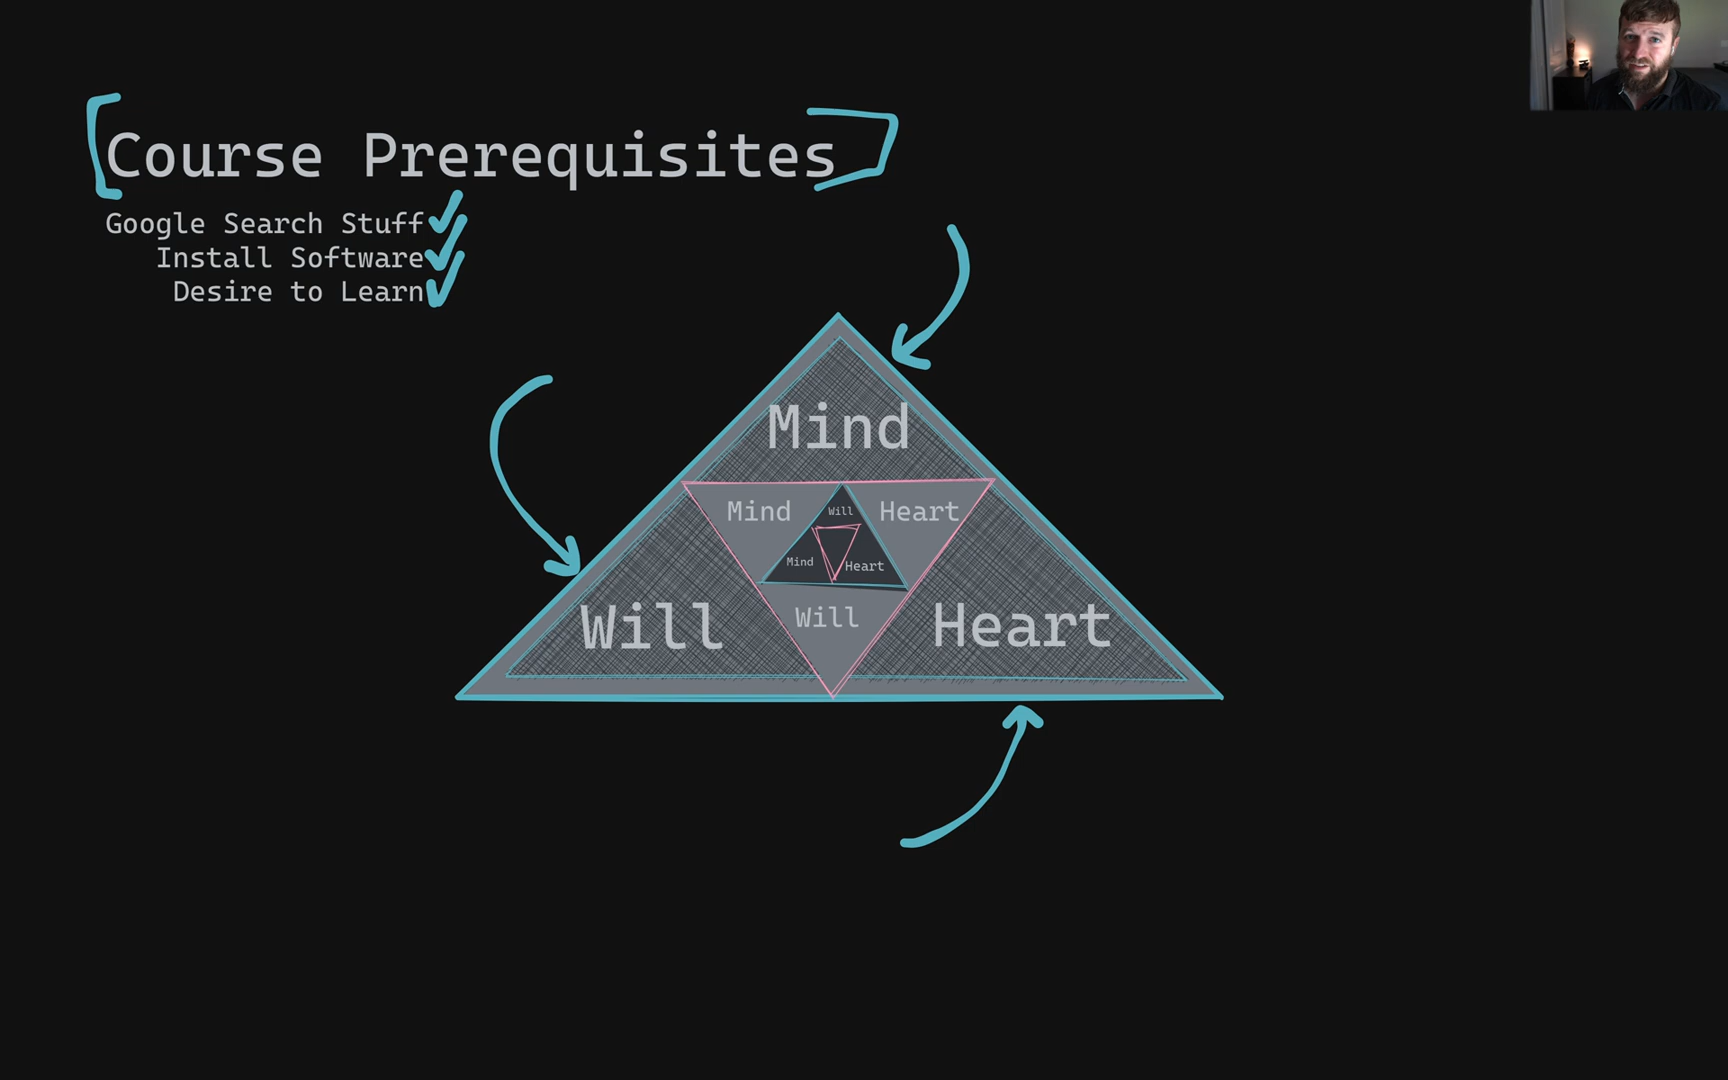 Course Prerequisites
Google Search Stuff
Install Software
Desire to Learn
Mind
Mind
Will
Heart
Mind
Heart
Will
Will
Heart